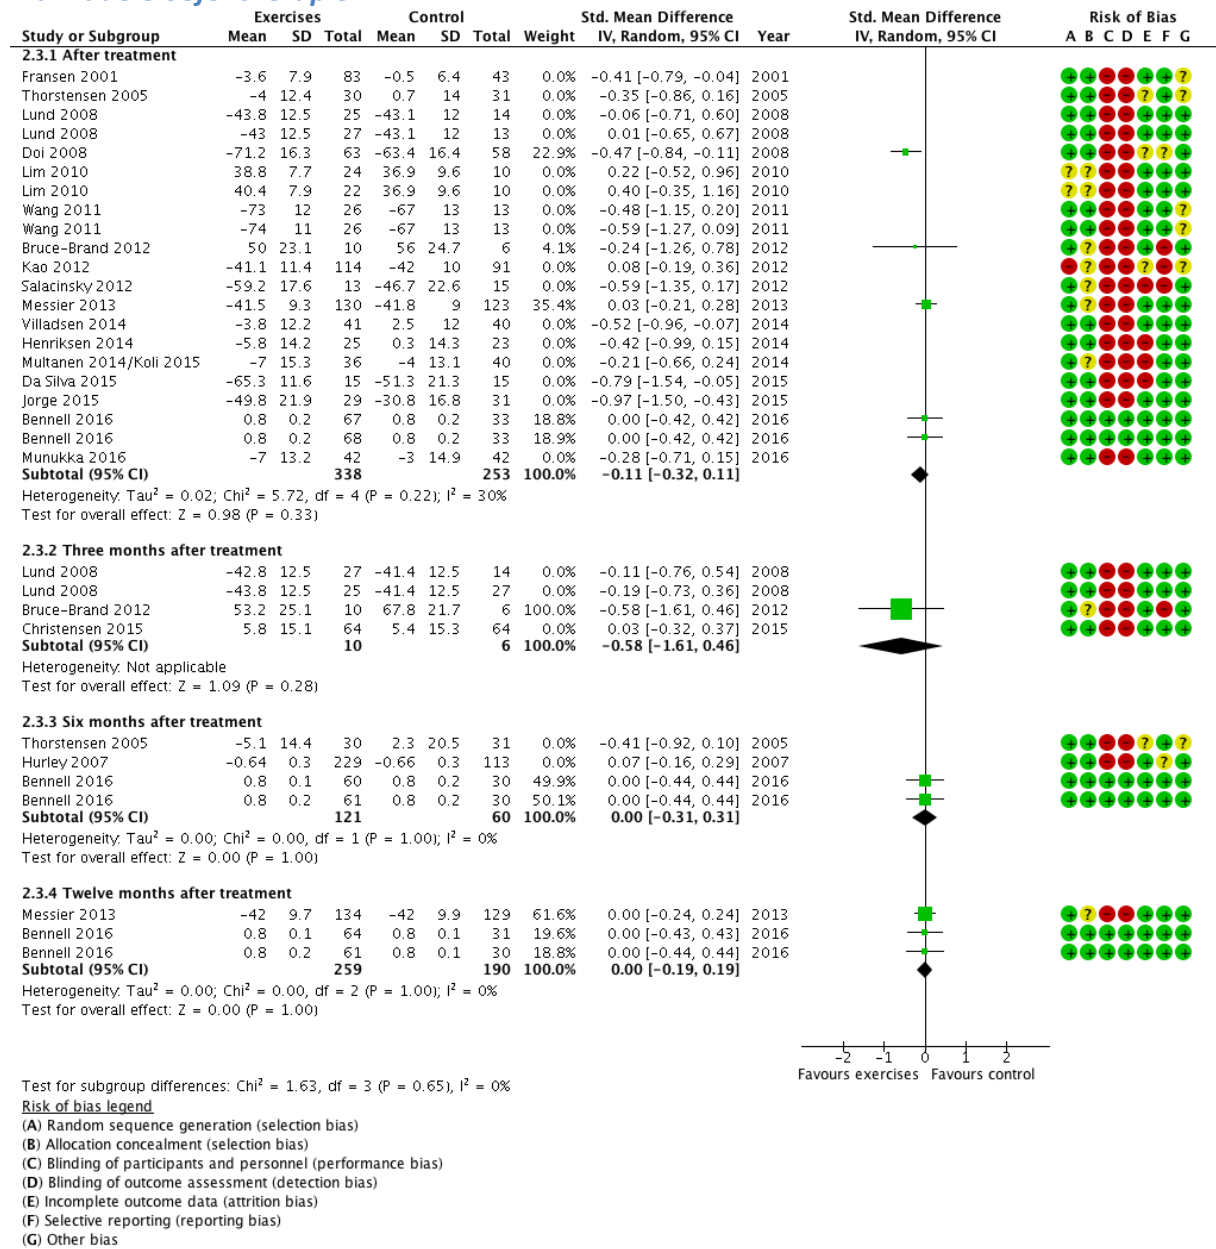 Exercises Control Std. Mean Difference Std. Mean Difference Risk of Bias
Study or Subgroup Mean SD Total Mean SD Total Weight IV, Random, 95% CI Year IV, Random, 95% CI A B C D E F G
2.3.1 After treatment
Fransen 2001 −3.6 7.9 83 −0.5 6.4 43 0.0% −0.41 [−0.79, −0.04] 2001 + + − − + + ?
Thorstensen 2005 −4 12.4 30 0.7 14 31 0.0% −0.35 [−0.86, 0.16] 2005 + + − − ? + ?
Lund 2008 −43.8 12.5 25 −43.1 12 14 0.0% −0.06 [−0.71, 0.60] 2008 + + − − + + +
Lund 2008 −43 12.5 27 −43.1 12 13 0.0% 0.01 [−0.65, 0.67] 2008 + + − − + + +
Doi 2008 −71.2 16.3 63 −63.4 16.4 58 22.9% −0.47 [−0.84, −0.11] 2008 + + − − ? ? +
Lim 2010 38.8 7.7 24 36.9 9.6 10 0.0% 0.22 [−0.52, 0.96] 2010 ? ? − − + + +
Lim 2010 40.4 7.9 22 36.9 9.6 10 0.0% 0.40 [−0.35, 1.16] 2010 ? ? − − + + +
Wang 2011 −73 12 26 −67 13 13 0.0% −0.48 [−1.15, 0.20] 2011 + + − − + + ?
Wang 2011 −74 11 26 −67 13 13 0.0% −0.59 [−1.27, 0.09] 2011 + + − − + + ?
Bruce−Brand 2012 50 23.1 10 56 24.7 6 4.1% −0.24 [−1.26, 0.78] 2012 + ? − − + − +
Kao 2012 −41.1 11.4 114 −42 10 91 0.0% 0.08 [−0.19, 0.36] 2012 − ? − − ? − ?
Salacinsky 2012 −59.2 17.6 13 −46.7 22.6 15 0.0% −0.59 [−1.35, 0.17] 2012 + ? − − − − +
Messier 2013 −41.5 9.3 130 −41.8 9 123 35.4% 0.03 [−0.21, 0.28] 2013 + ? − − + + +
Villadsen 2014 −3.8 12.2 41 2.5 12 40 0.0% −0.52 [−0.96, −0.07] 2014 + + − − + + +
Henriksen 2014 −5.8 14.2 25 0.3 14.3 23 0.0% −0.42 [−0.99, 0.15] 2014 + + − − − + +
Multanen 2014/Koli 2015 −7 15.3 36 −4 13.1 40 0.0% −0.21 [−0.66, 0.24] 2014 + ? − − + − +
Da Silva 2015 −65.3 11.6 15 −51.3 21.3 15 0.0% −0.79 [−1.54, −0.05] 2015 + + − − − + +
Jorge 2015 −49.8 21.9 29 −30.8 16.8 31 0.0% −0.97 [−1.50, −0.43] 2015 + + − − + + +
Bennell 2016 0.8 0.2 67 0.8 0.2 33 18.8% 0.00 [−0.42, 0.42] 2016 + + + + + + +
Bennell 2016 0.8 0.2 68 0.8 0.2 33 18.9% 0.00 [−0.42, 0.42] 2016 + + + + + + +
Munukka 2016 −7 13.2 42 −3 14.9 42 0.0% −0.28 [−0.71, 0.15] 2016 + + − − + + +
Subtotal (95% CI) 338 253 100.0% −0.11 [−0.32, 0.11]
Heterogeneity: Tau² = 0.02; Chi² = 5.72, df = 4 (P = 0.22); I² = 30%
Test for overall effect: Z = 0.98 (P = 0.33)
2.3.2 Three months after treatment
Lund 2008 −42.8 12.5 27 −41.4 12.5 14 0.0% −0.11 [−0.76, 0.54] 2008 + + − − + + +
Lund 2008 −43.8 12.5 25 −41.4 12.5 27 0.0% −0.19 [−0.73, 0.36] 2008 + + − − + + +
Bruce−Brand 2012 53.2 25.1 10 67.8 21.7 6 100.0% −0.58 [−1.61, 0.46] 2012 + ? − − + − +
Christensen 2015 5.8 15.1 64 5.4 15.3 64 0.0% 0.03 [−0.32, 0.37] 2015 + + − − + + +
Subtotal (95% CI) 10 6 100.0% −0.58 [−1.61, 0.46]
Heterogeneity: Not applicable
Test for overall effect: Z = 1.09 (P = 0.28)
2.3.3 Six months after treatment
Thorstensen 2005 −5.1 14.4 30 2.3 20.5 31 0.0% −0.41 [−0.92, 0.10] 2005 + + − − ? + ?
Hurley 2007 −0.64 0.3 229 −0.66 0.3 113 0.0% 0.07 [−0.16, 0.29] 2007 + + − − + ? +
Bennell 2016 0.8 0.1 60 0.8 0.2 30 49.9% 0.00 [−0.44, 0.44] 2016 + + + + + + +
Bennell 2016 0.8 0.2 61 0.8 0.2 30 50.1% 0.00 [−0.44, 0.44] 2016 + + + + + + +
Subtotal (95% CI) 121 60 100.0% 0.00 [−0.31, 0.31]
Heterogeneity: Tau² = 0.00; Chi² = 0.00, df = 1 (P = 1.00); I² = 0%
Test for overall effect: Z = 0.00 (P = 1.00)
2.3.4 Twelve months after treatment
Messier 2013 −42 9.7 134 −42 9.9 129 61.6% 0.00 [−0.24, 0.24] 2013 + ? − − + + +
Bennell 2016 0.8 0.1 64 0.8 0.1 31 19.6% 0.00 [−0.43, 0.43] 2016 + + + + + + +
Bennell 2016 0.8 0.2 61 0.8 0.1 30 18.8% 0.00 [−0.44, 0.44] 2016 + + + + + + +
Subtotal (95% CI) 259 190 100.0% 0.00 [−0.19, 0.19]
Heterogeneity: Tau² = 0.00; Chi² = 0.00, df = 2 (P = 1.00); I² = 0%
Test for overall effect: Z = 0.00 (P = 1.00)
−2 −1 0 1 2
Favours exercises Favours control
Test for subgroup differences: Chi² = 1.63, df = 3 (P = 0.65), I² = 0%
Risk of bias legend
(A) Random sequence generation (selection bias)
(B) Allocation concealment (selection bias)
(C) Blinding of participants and personnel (performance bias)
(D) Blinding of outcome assessment (detection bias)
(E) Incomplete outcome data (attrition bias)
(F) Selective reporting (reporting bias)
(G) Other bias